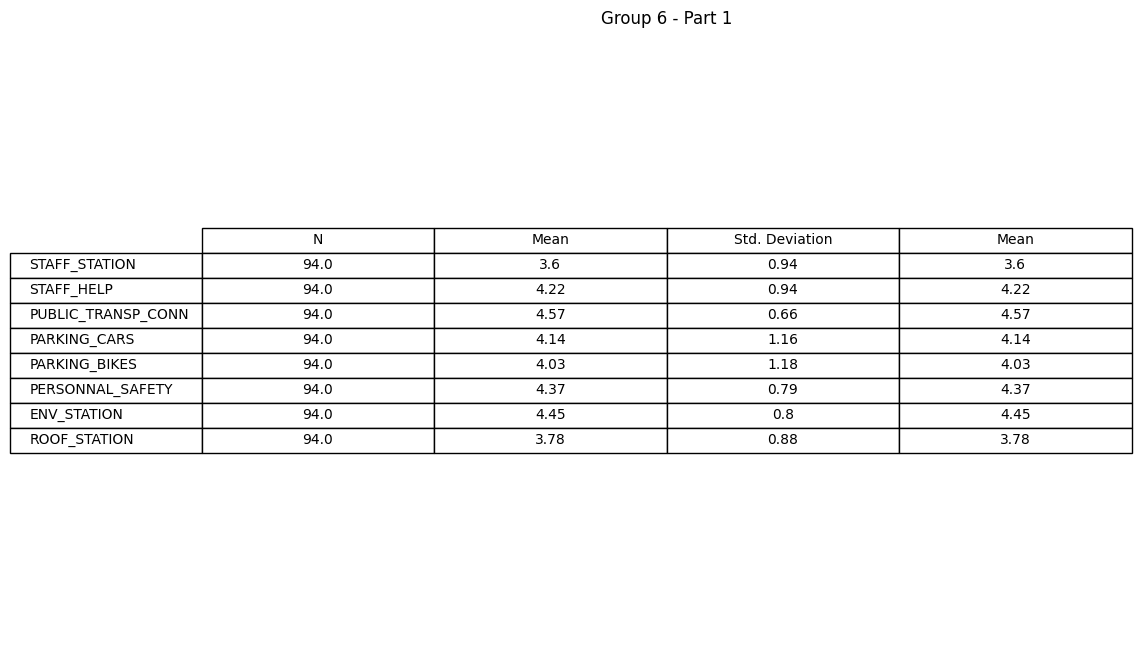 Group 6 - Part 1
N Mean Std. Deviation Mean
STAFF_STATION 94.0 3.6 0.94 3.6
STAFF_HELP 94.0 4.22 0.94 4.22
PUBLIC_TRANSP_CONN 94.0 4.57 0.66 4.57
PARKING_CARS 94.0 4.14 1.16 4.14
PARKING_BIKES 94.0 4.03 1.18 4.03
PERSONNAL_SAFETY 94.0 4.37 0.79 4.37
ENV_STATION 94.0 4.45 0.8 4.45
ROOF_STATION 94.0 3.78 0.88 3.78